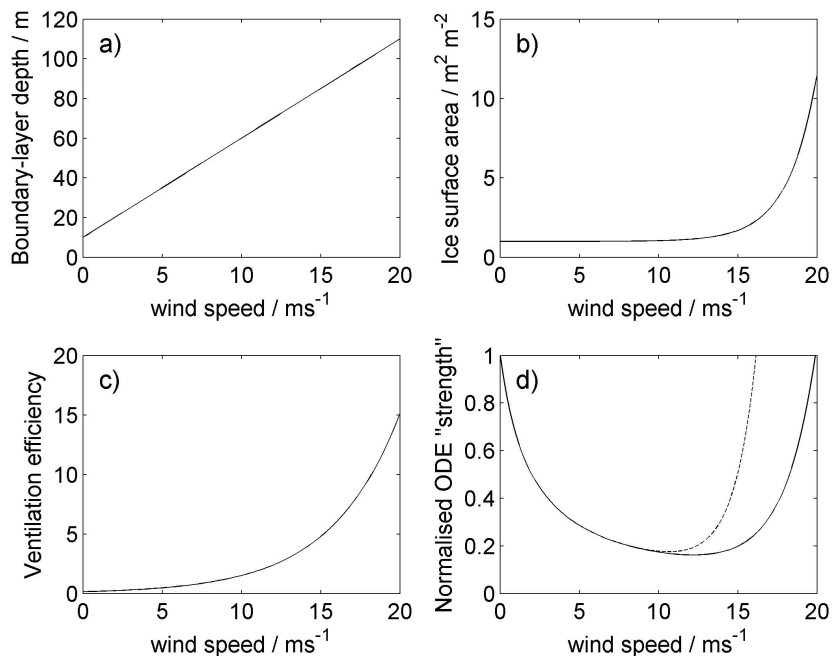 a)
Boundary-layer depth / m
120
100
80
60
40
20
0
0 5 10 15 20
wind speed / ms⁻¹
b)
Ice surface area / m² m⁻²
15
10
5
0
0 5 10 15 20
wind speed / ms⁻¹
c)
Ventilation efficiency
20
15
10
5
0
0 5 10 15 20
wind speed / ms⁻¹
d)
Normalised ODE "strength"
1
0.8
0.6
0.4
0.2
0
0 5 10 15 20
wind speed / ms⁻¹